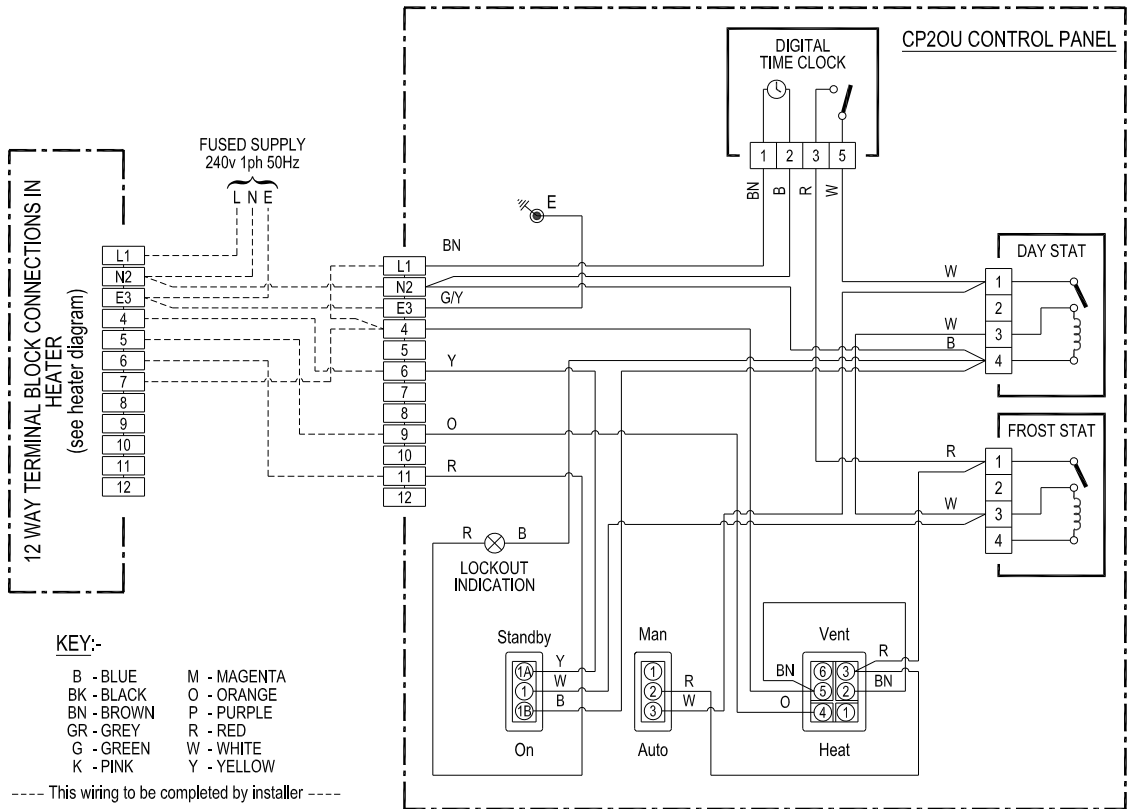 CP2OU CONTROL PANEL
DIGITAL
TIME CLOCK
1 2 3 5
BN B R W
FUSED SUPPLY
240v 1ph 50Hz
L N E
12 WAY TERMINAL BLOCK CONNECTIONS IN
HEATER
(see heater diagram)
L1
N2
E3
4
5
6
7
8
9
10
11
12
E
BN
G/Y
Y
O
R
L1
N2
E3
4
5
6
7
8
9
10
11
12
DAY STAT
W
W
B
1
2
3
4
FROST STAT
R
W
1
2
3
4
R B
LOCKOUT
INDICATION
Standby
1A Y
1 W
1B B
On
Man
1
2 R
3 W
Auto
Vent
R
BN 6 3
5 2 BN
O 4 1
Heat
KEY:-
B - BLUE
BK - BLACK
BN - BROWN
GR - GREY
G - GREEN
K - PINK
M - MAGENTA
O - ORANGE
P - PURPLE
R - RED
W - WHITE
Y - YELLOW
---- This wiring to be completed by installer ----